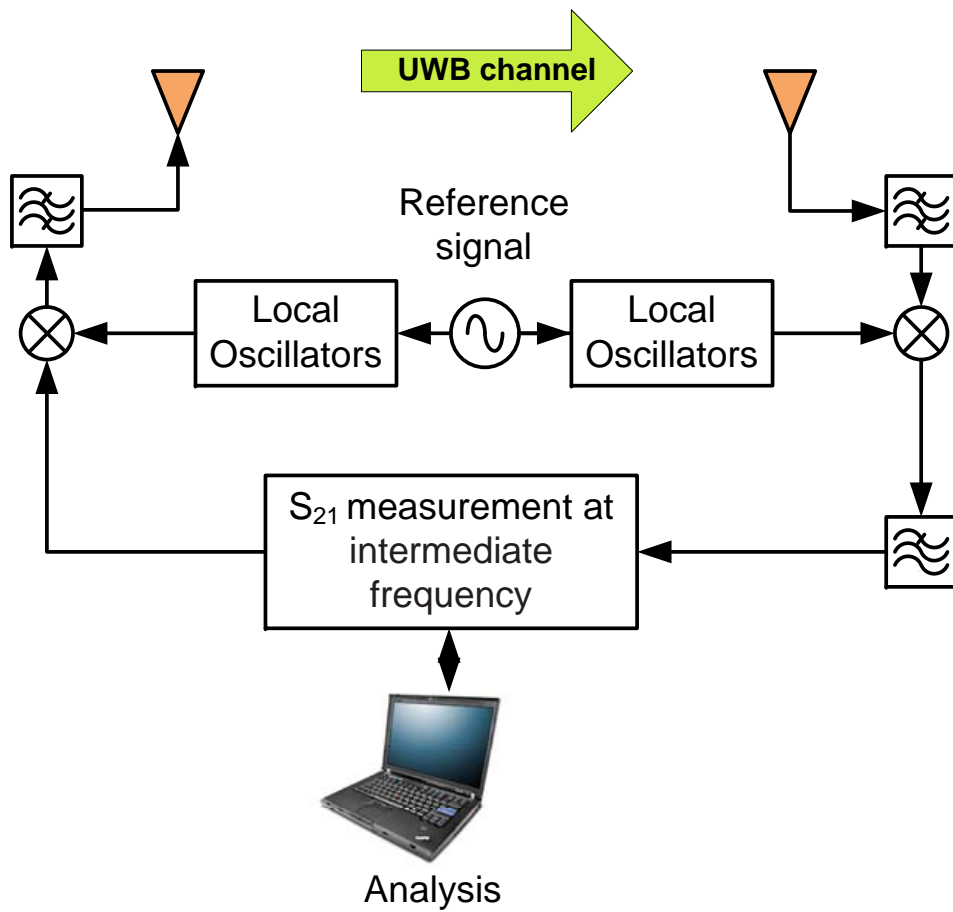 UWB channel
Reference
signal
Local
Oscillators
Local
Oscillators
S₂₁ measurement at
intermediate
frequency
Analysis